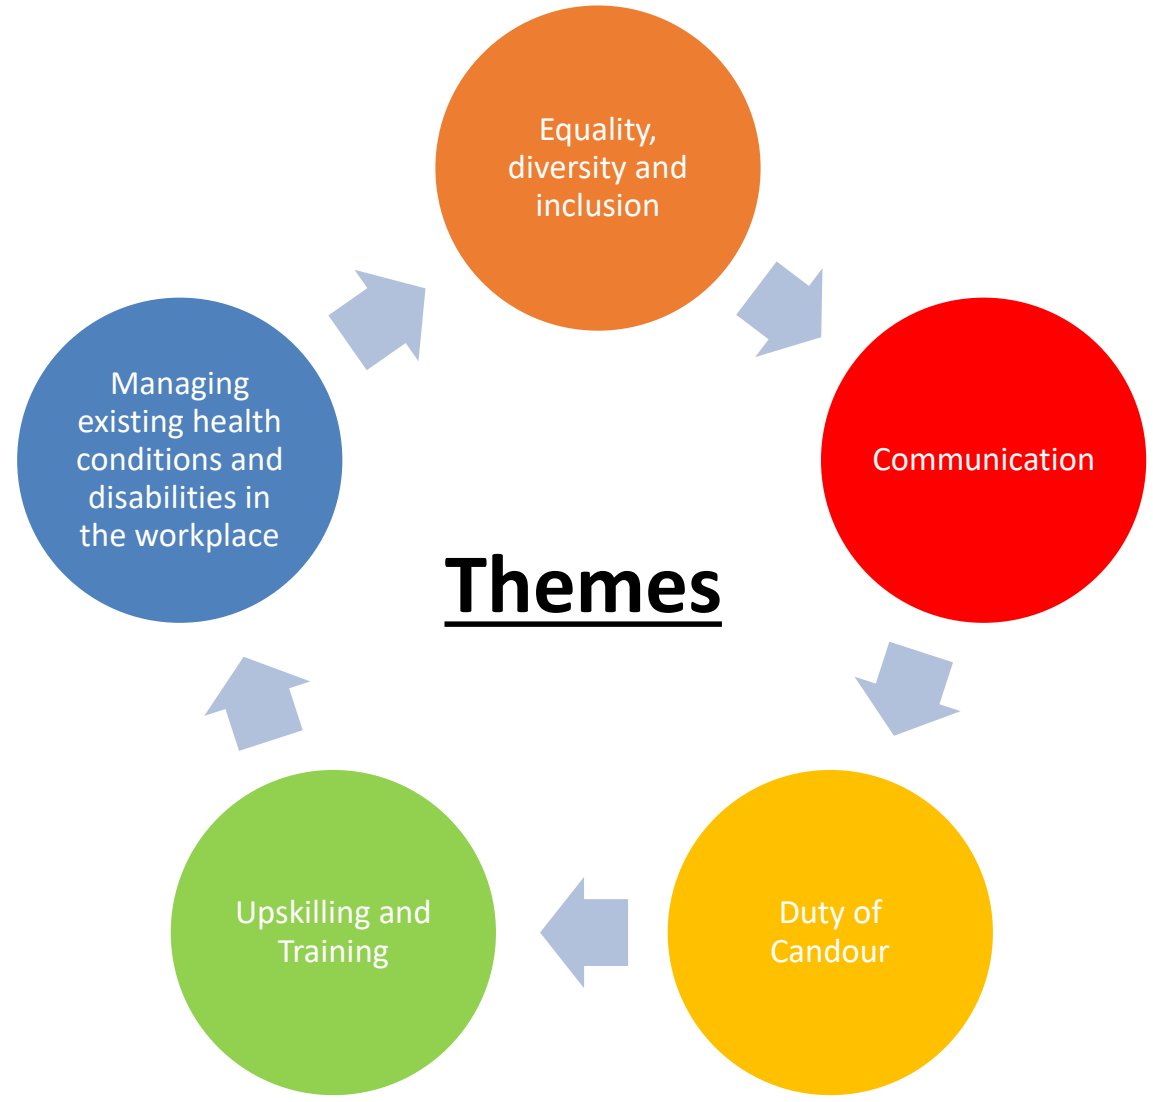 Equality,
diversity and
inclusion
Communication
Duty of
Candour
Upskilling and
Training
Managing
existing health
conditions and
disabilities in
the workplace
Themes